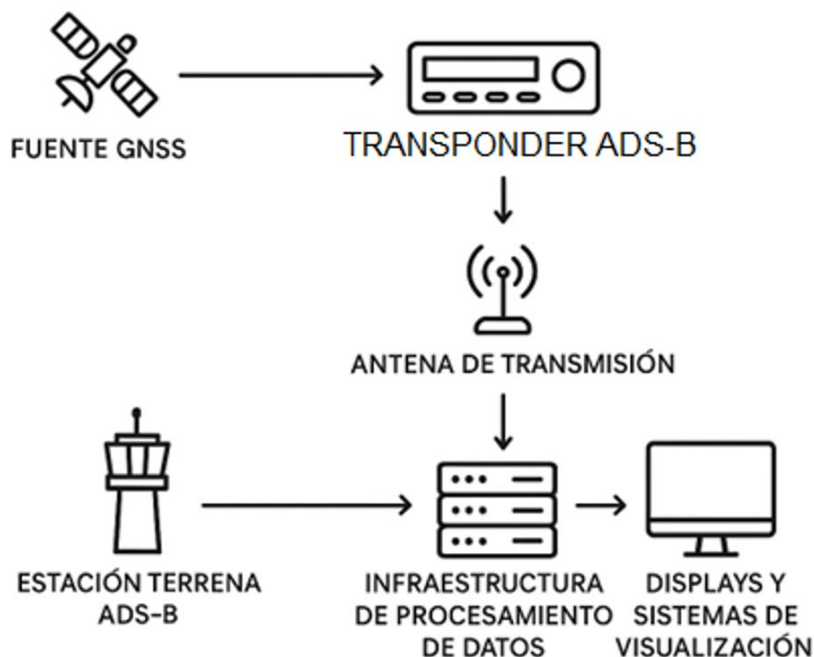 FUENTE GNSS
TRANSPONDER ADS-B
ANTENA DE TRANSMISIÓN
ESTACIÓN TERRENA
ADS-B
INFRAESTRUCTURA
DE PROCESAMIENTO
DE DATOS
DISPLAYS Y
SISTEMAS DE
VISUALIZACIÓN